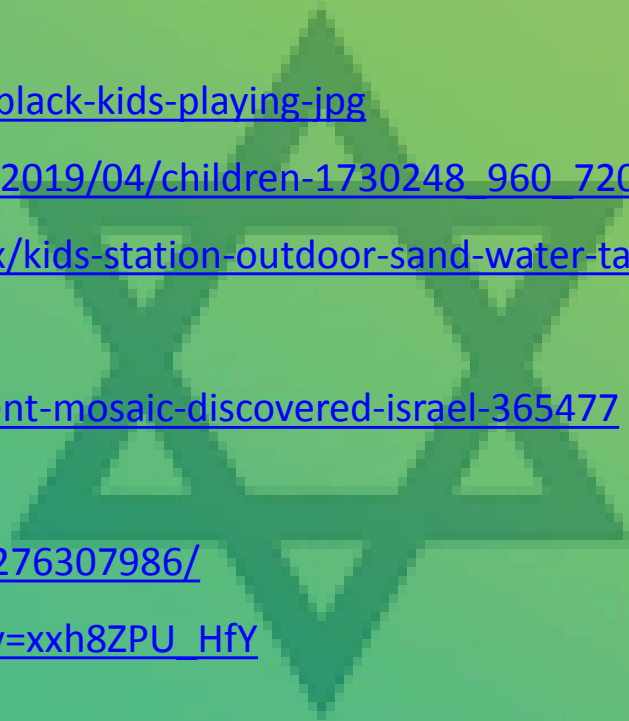 black-kids-playing-jpg
2019/04/children-1730248_960_720
/kids-station-outdoor-sand-water-ta
nt-mosaic-discovered-israel-365477
276307986/
=xxh8ZPU_HfY